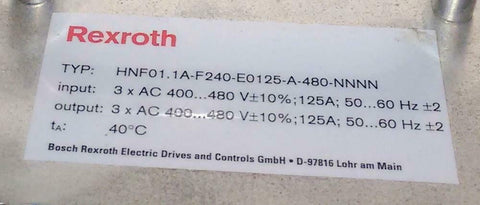 Rexroth
TYP: HNF01.1A-F240-E0125-A-480-NNNN
input: 3 x AC 400...480 V±10%;125A; 50...60 Hz ±2
output: 3 x AC 400...480 V±10%;125A; 50...60 Hz ±2
tA: 40°C
Bosch Rexroth Electric Drives and Controls GmbH • D-97816 Lohr am Main